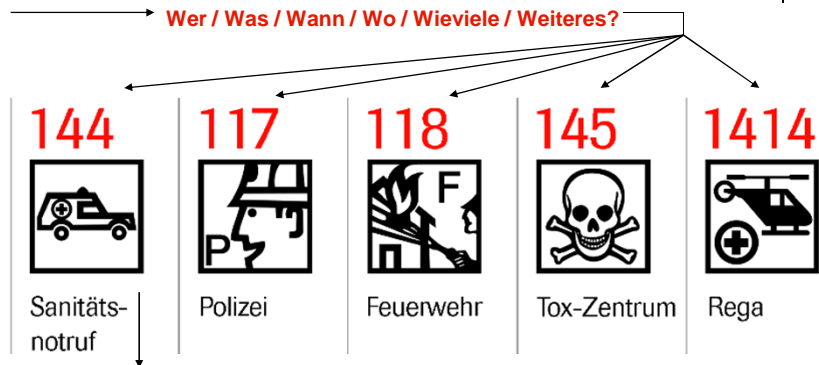 Wer / Was / Wann / Wo / Wieviele / Weiteres?
144 117 118 145 1414
P F
Sanitäts- Polizei Feuerwehr Tox-Zentrum Rega
notruf